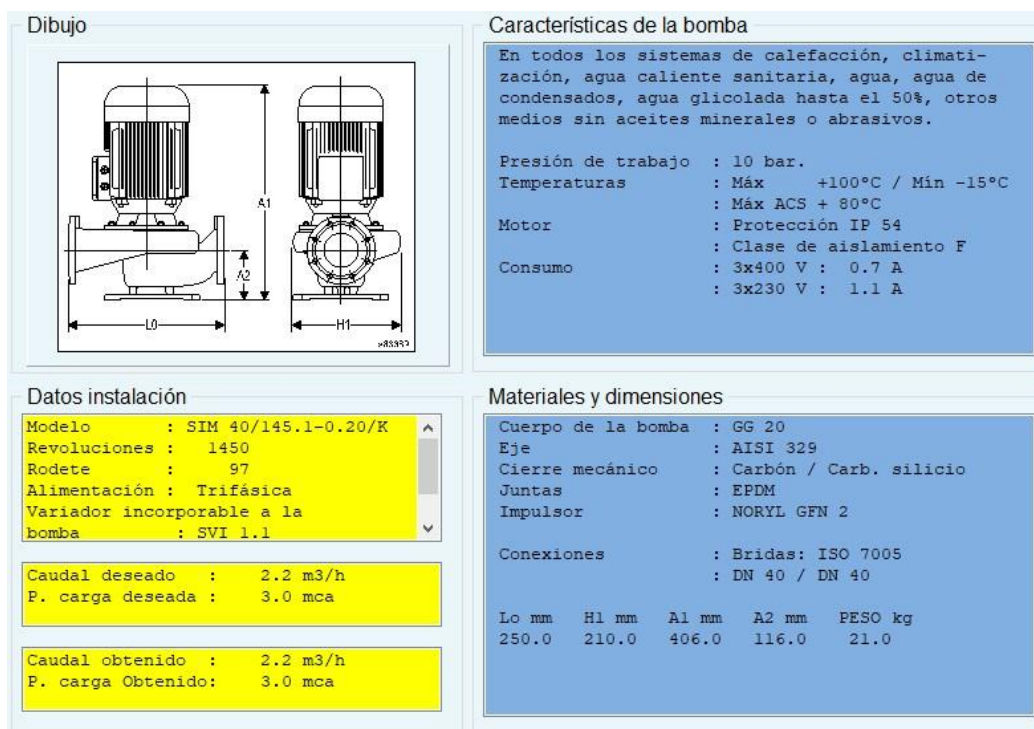 Dibujo
A1
A2
L0
H1
Características de la bomba
En todos los sistemas de calefacción, climati-
zación, agua caliente sanitaria, agua, agua de
condensados, agua glicolada hasta el 50%, otros
medios sin aceites minerales o abrasivos.
Presión de trabajo : 10 bar.
Temperaturas : Máx +100°C / Mín -15°C
: Máx ACS + 80°C
Motor : Protección IP 54
: Clase de aislamiento F
Consumo : 3x400 V : 0.7 A
: 3x230 V : 1.1 A
Datos instalación
Modelo : SIM 40/145.1-0.20/K
Revoluciones : 1450
Rodete : 97
Alimentación : Trifásica
Variador incorporable a la
bomba : SVI 1.1
Caudal deseado : 2.2 m3/h
P. carga deseada : 3.0 mca
Caudal obtenido : 2.2 m3/h
P. carga Obtenido: 3.0 mca
Materiales y dimensiones
Cuerpo de la bomba : GG 20
Eje : AISI 329
Cierre mecánico : Carbón / Carb. silicio
Juntas : EPDM
Impulsor : NORYL GFN 2
Conexiones : Bridas: ISO 7005
: DN 40 / DN 40
Lo mm H1 mm A1 mm A2 mm PESO kg
250.0 210.0 406.0 116.0 21.0